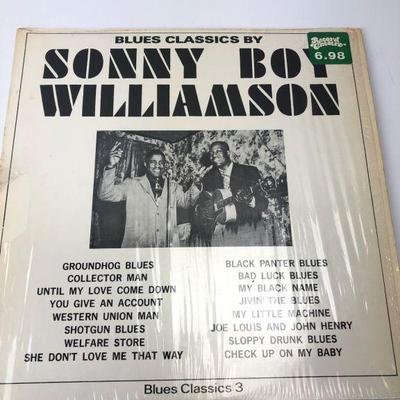 BLUES CLASSICS BY
Record Theatre
6.98
SONNY BOY
WILLIAMSON
GROUNDHOG BLUES
COLLECTOR MAN
UNTIL MY LOVE COME DOWN
YOU GIVE AN ACCOUNT
WESTERN UNION MAN
SHOTGUN BLUES
WELFARE STORE
SHE DON'T LOVE ME THAT WAY
BLACK PANTER BLUES
BAD LUCK BLUES
MY BLACK NAME
JIVIN' THE BLUES
MY LITTLE MACHINE
JOE LOUIS AND JOHN HENRY
SLOPPY DRUNK BLUES
CHECK UP ON MY BABY
Blues Classics 3